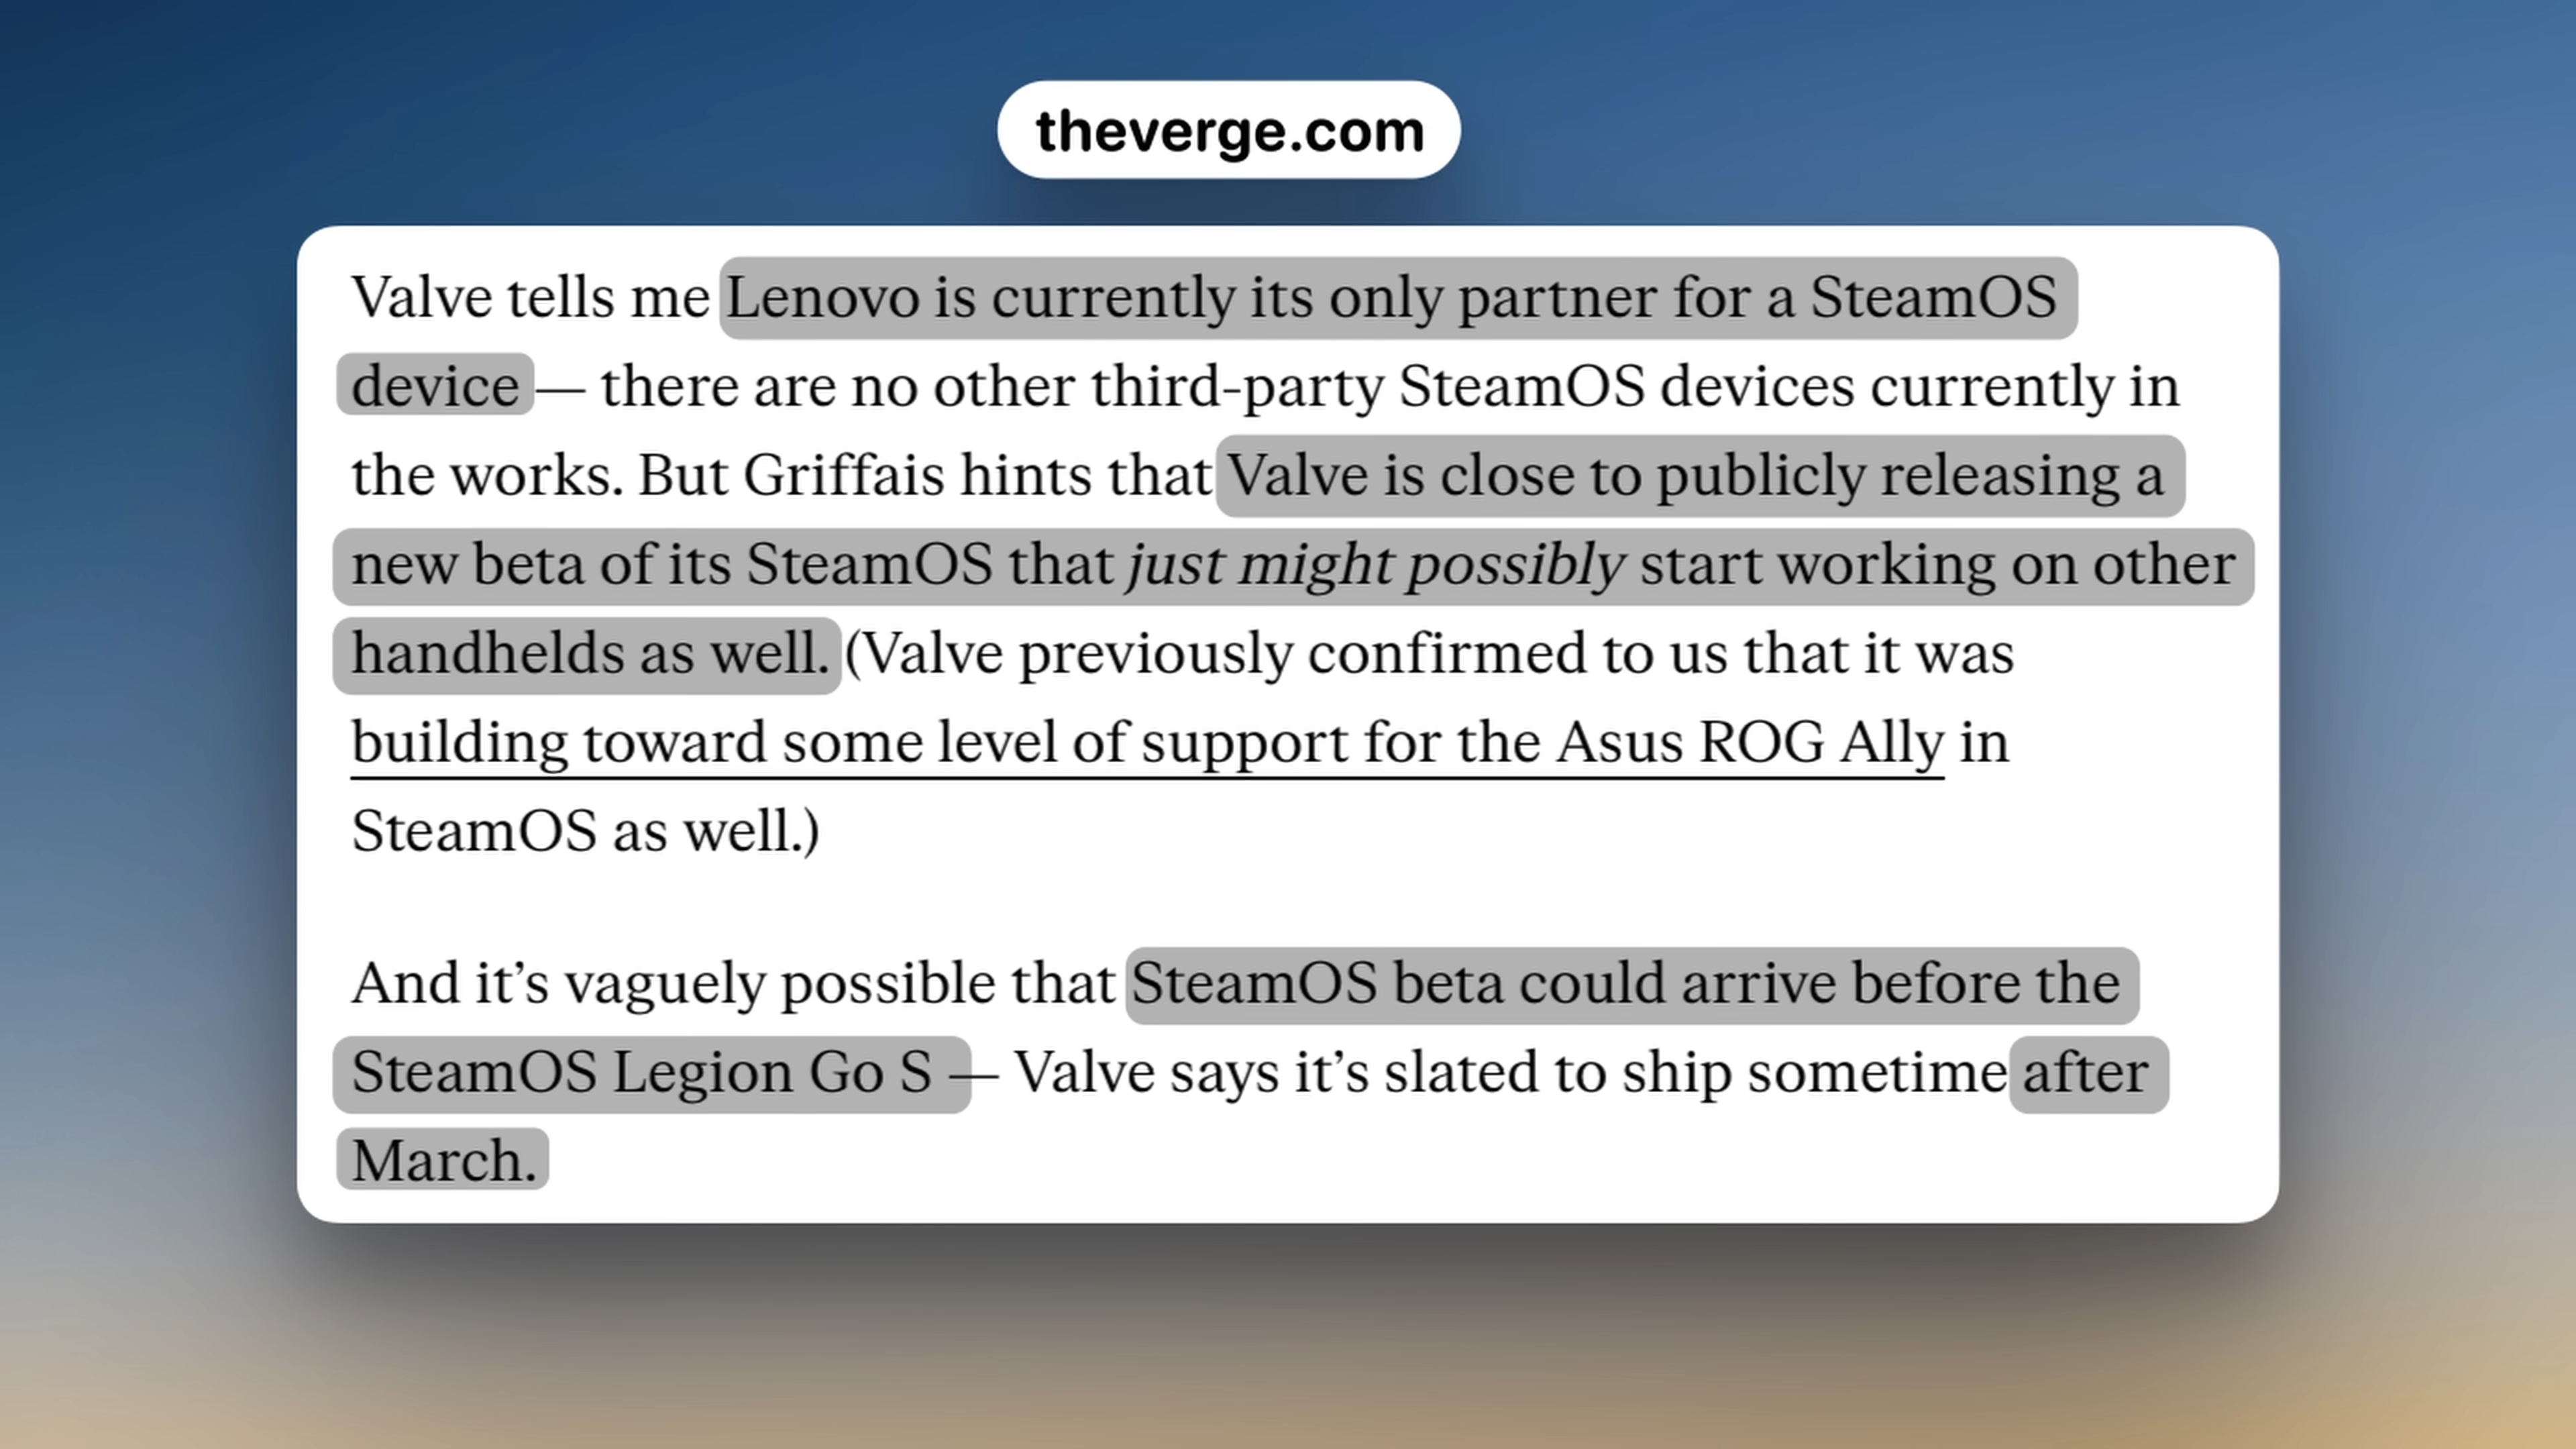 theverge.com
Valve tells me Lenovo is currently its only partner for a SteamOS
device — there are no other third-party SteamOS devices currently in
the works. But Griffais hints that Valve is close to publicly releasing a
new beta of its SteamOS that just might possibly start working on other
handhelds as well. (Valve previously confirmed to us that it was
building toward some level of support for the Asus ROG Ally in
SteamOS as well.)
And it’s vaguely possible that SteamOS beta could arrive before the
SteamOS Legion Go S — Valve says it’s slated to ship sometime after
March.